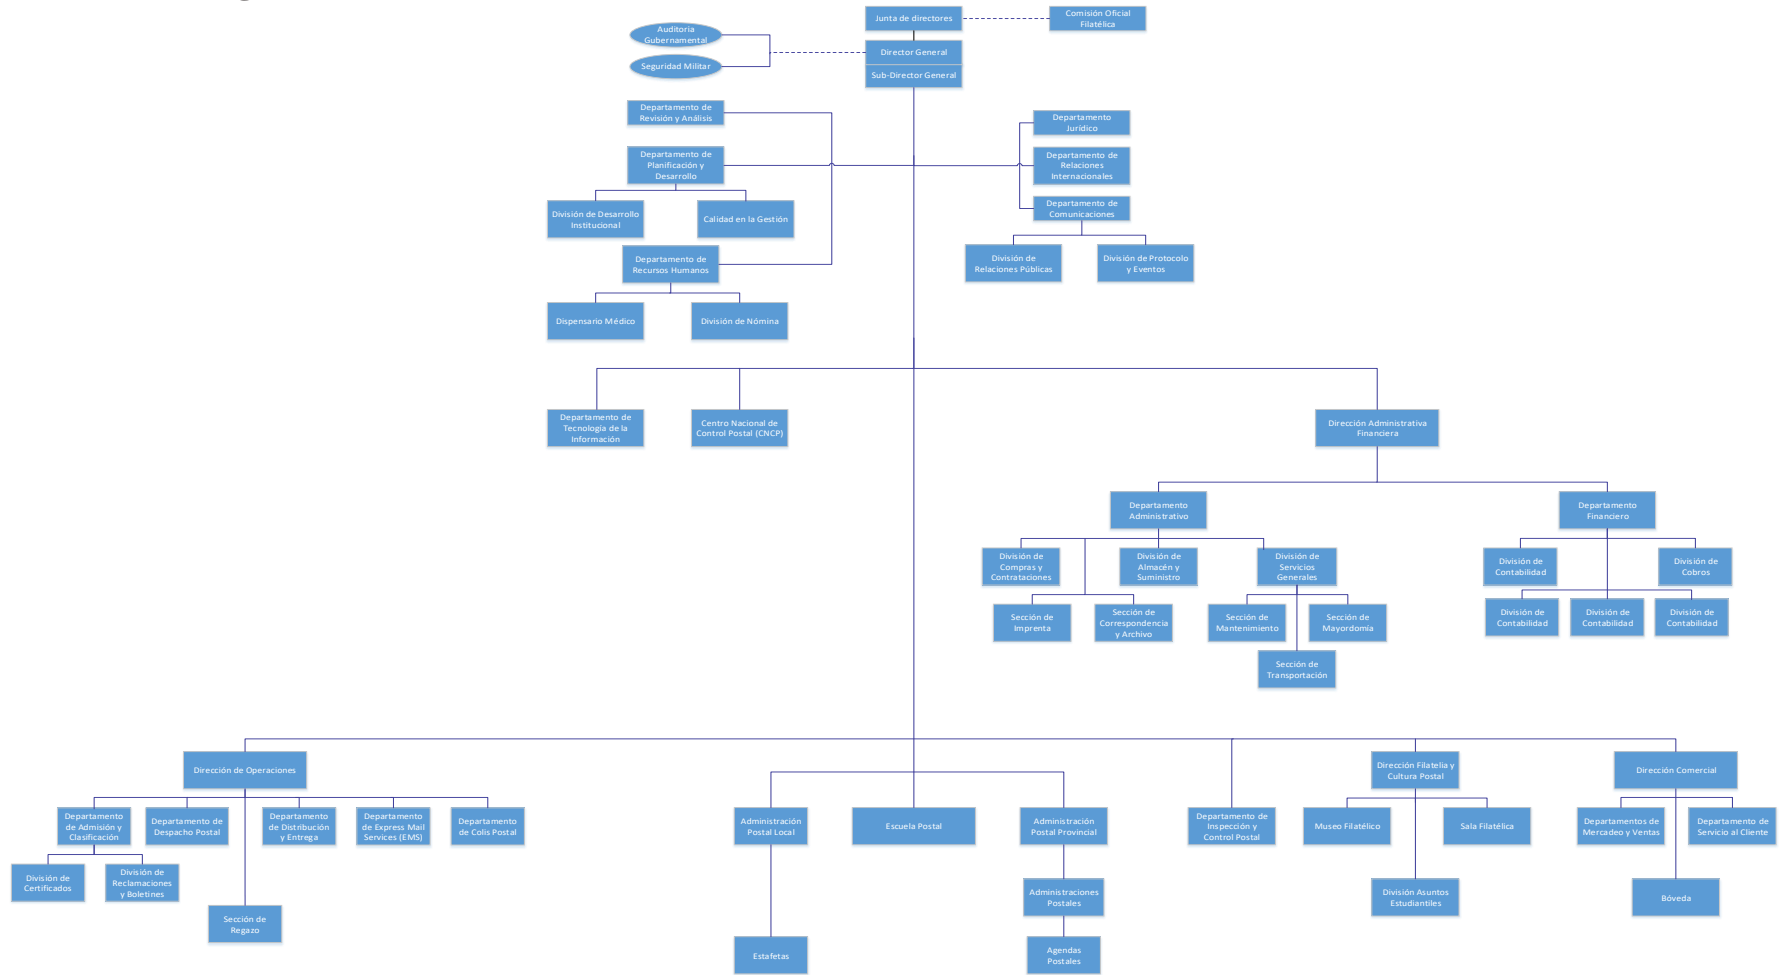 Junta de directores
Comisión Oficial
Filatélica
Auditoria
Gubernamental
Director General
Seguridad Militar
Sub-Director General
Departamento de
Revisión y Análisis
Departamento
Jurídico
Departamento de
Planificación y
Desarrollo
Departamento de
Relaciones
Internacionales
División de Desarrollo
Institucional
Calidad en la Gestión
Departamento de
Comunicaciones
Departamento de
Recursos Humanos
División de
Relaciones Públicas
División de Protocolo
y Eventos
Dispensario Médico
División de Nómina
Departamento de
Tecnología de la
Información
Centro Nacional de
Control Postal (CNCP)
Dirección Administrativa
Financiera
Departamento
Administrativo
Departamento
Financiero
División de
Compras y
Contrataciones
División de
Almacén y
Suministro
División de
Servicios
Generales
División de
Contabilidad
División de
Cobros
Sección de
Imprenta
Sección de
Correspondencia
y Archivo
Sección de
Mantenimiento
Sección de
Mayordomía
División de
Contabilidad
División de
Contabilidad
División de
Contabilidad
Sección de
Transportación
Dirección de Operaciones
Dirección Filatelia y
Cultura Postal
Dirección Comercial
Departamento
de Admisión y
Clasificación
Departamento de
Despacho Postal
Departamento
de Distribución
y Entrega
Departamento
de Express Mail
Services (EMS)
Departamento
de Colis Postal
Administración
Postal Local
Escuela Postal
Administración
Postal Provincial
Departamento de
Inspección y
Control Postal
Museo Filatélico
Sala Filatélica
Departamentos de
Mercadeo y Ventas
Departamento de
Servicio al Cliente
División de
Certificados
División de
Reclamaciones
y Boletines
Sección de
Regazo
Administraciones
Postales
División Asuntos
Estudiantiles
Bóveda
Estafetas
Agendas
Postales